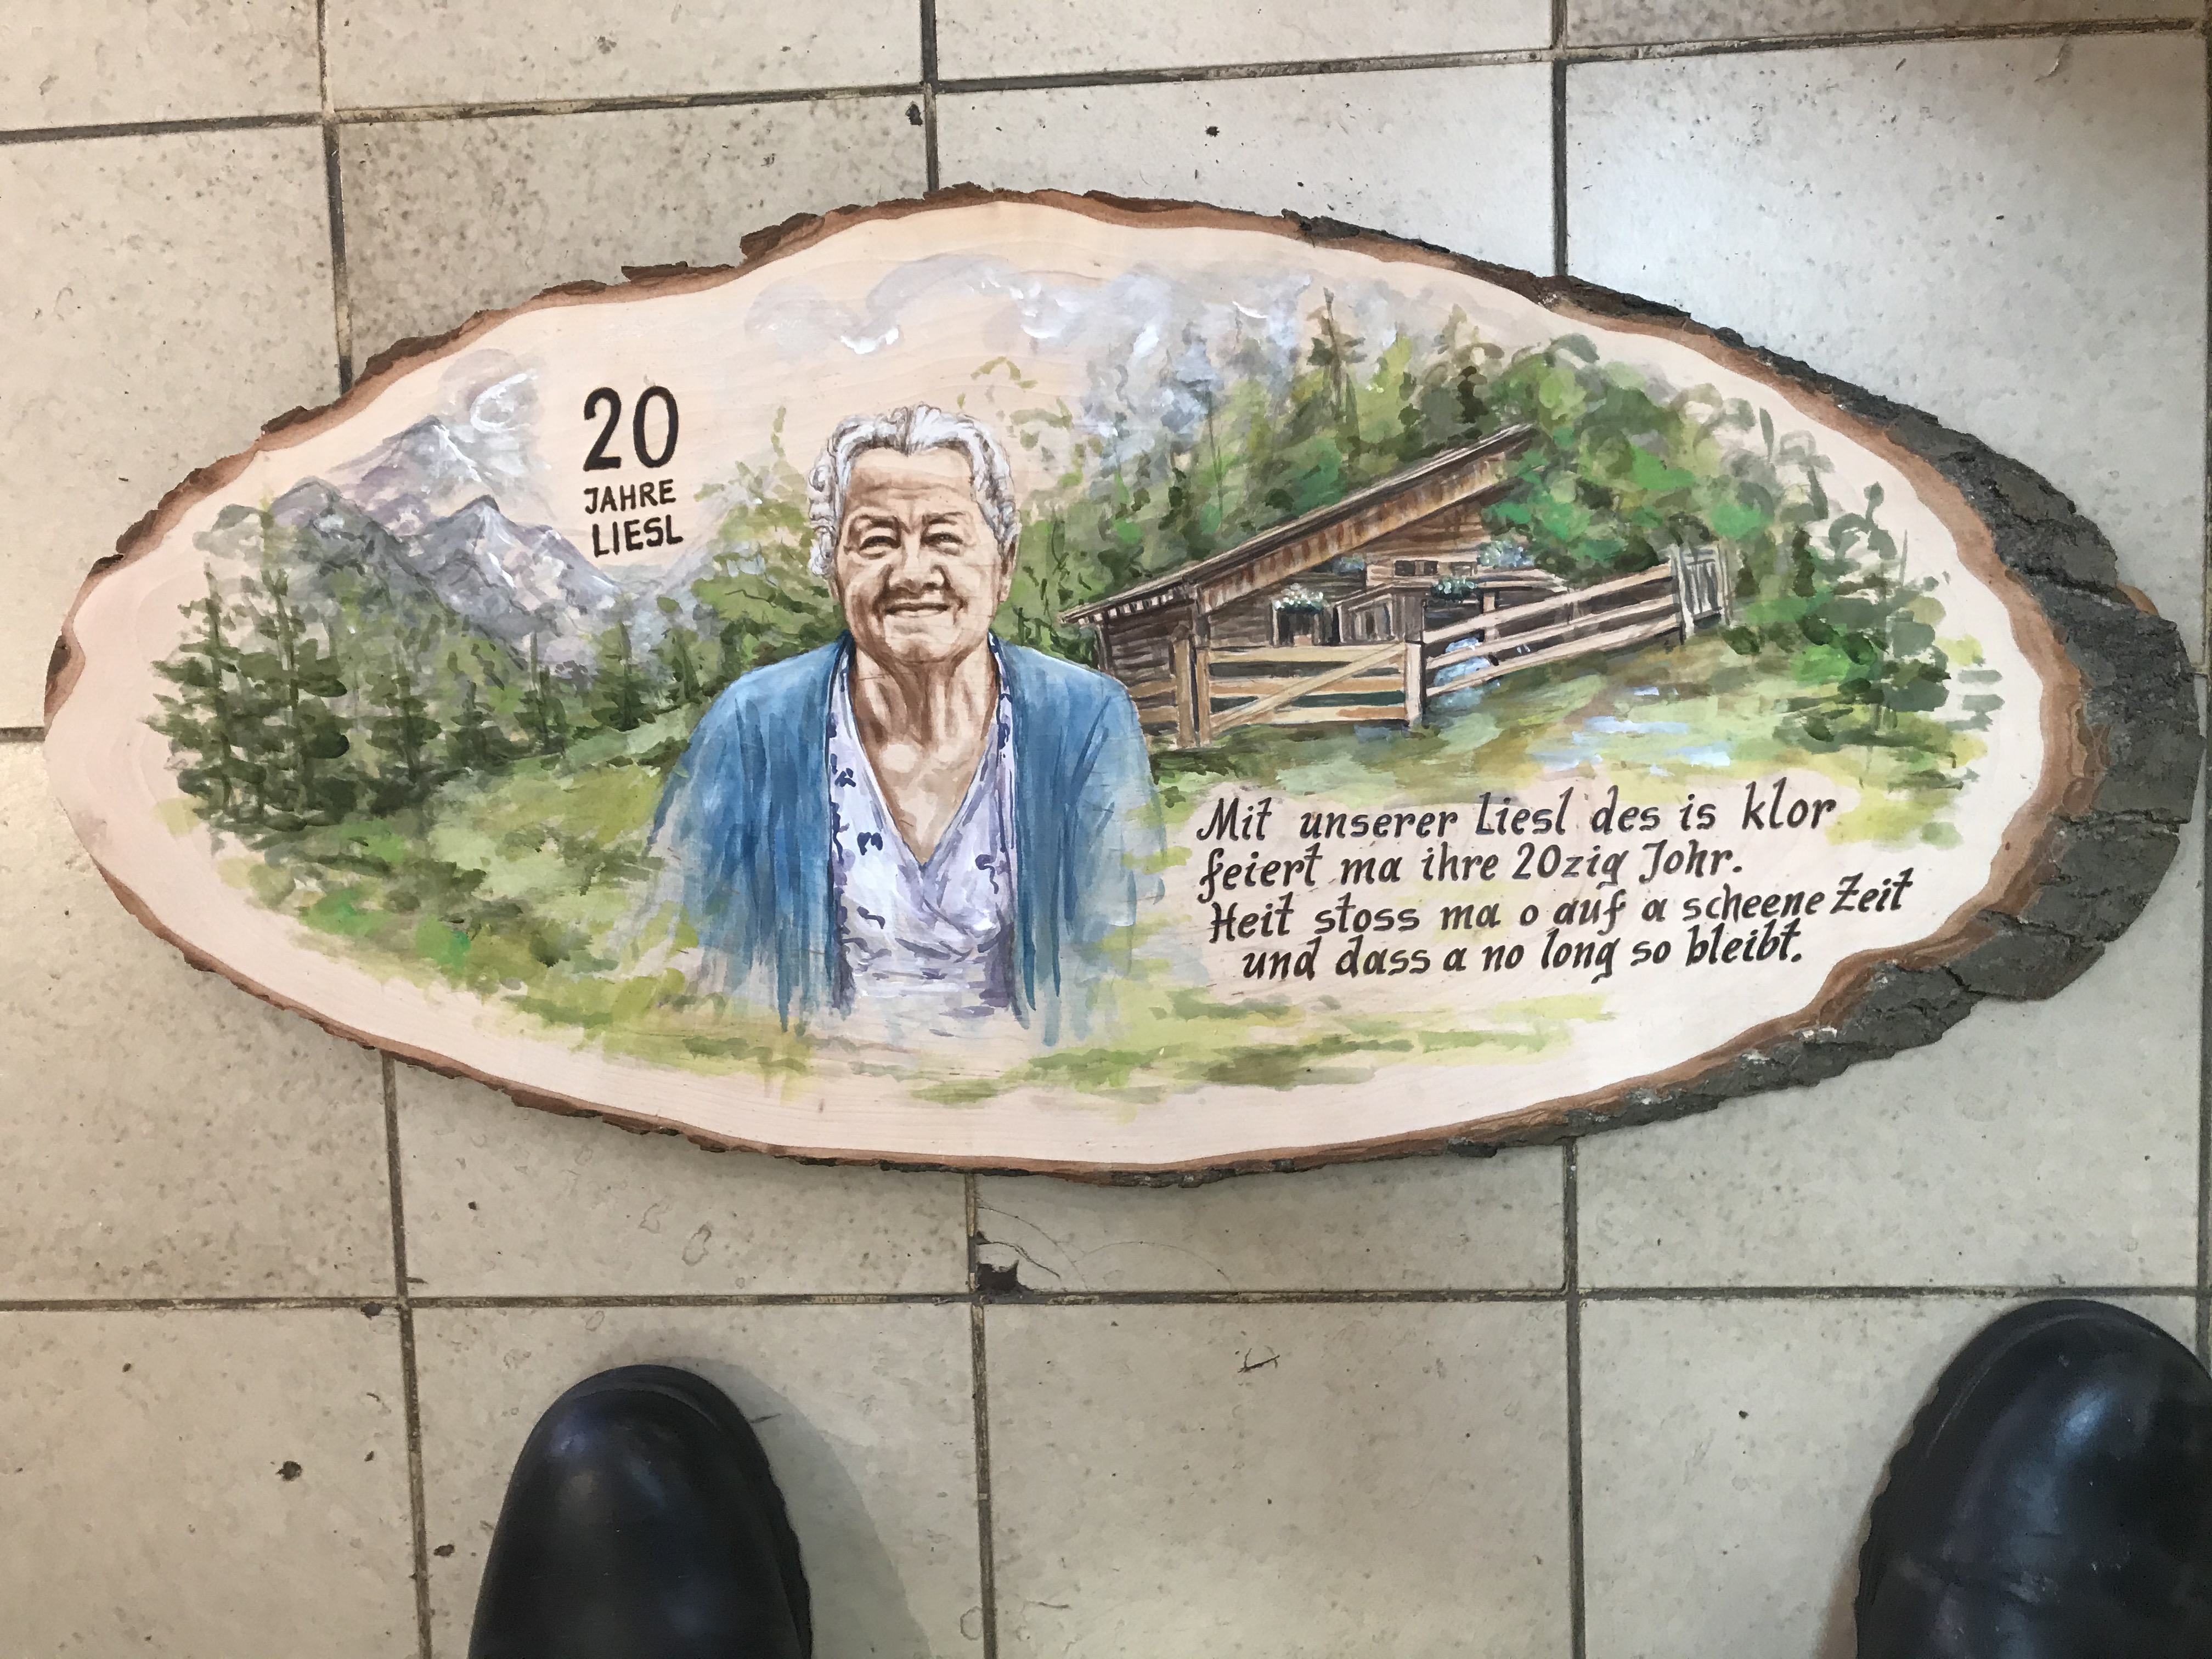 20
JAHRE
LIESL
Mit unserer Liesl des is klor
feiert ma ihre 20zig Johr.
Heit stoss ma o auf a scheene Zeit
und dass a no long so bleibt.